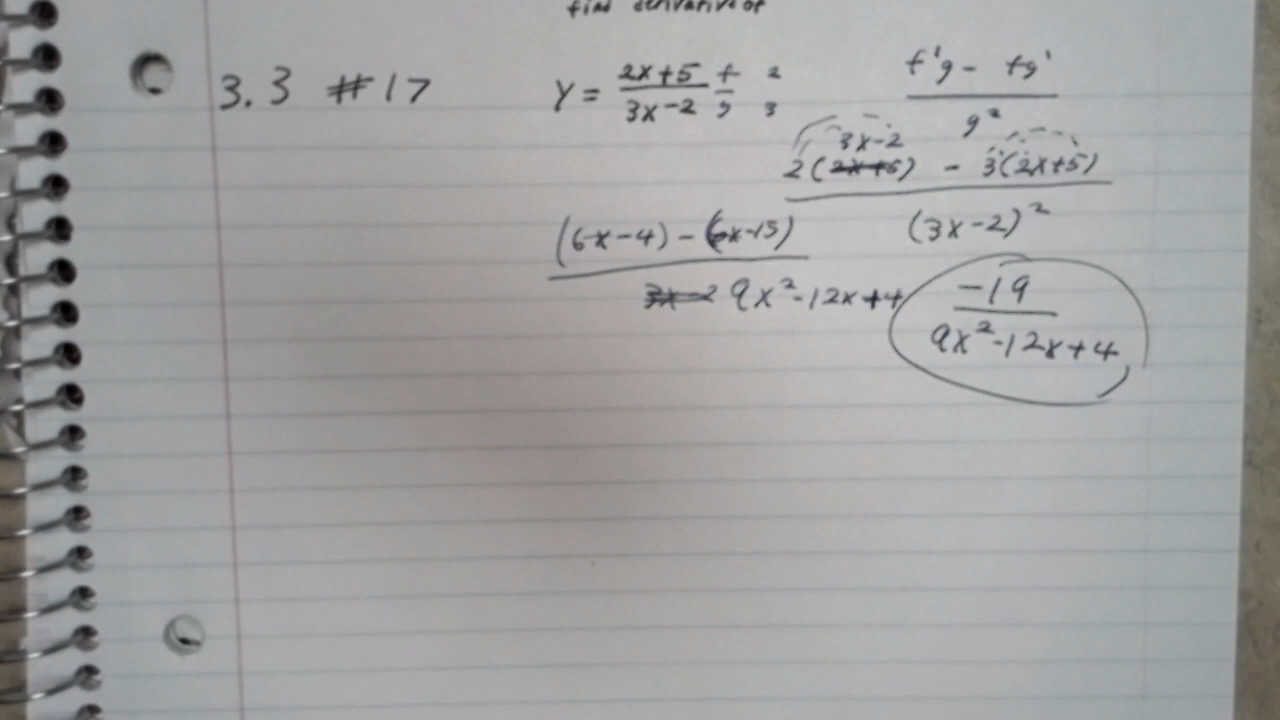 find derivative of
3.3 #17
y = (2x+5)/(3x-2) f/g 2 3
(f'g - fg')/g²
3x-2
2(2x+5) - 3(2x+5)
(3x-2)²
(6x-4) - (6x-15)
3x-2 9x²-12x+4
-19
9x²-12x+4